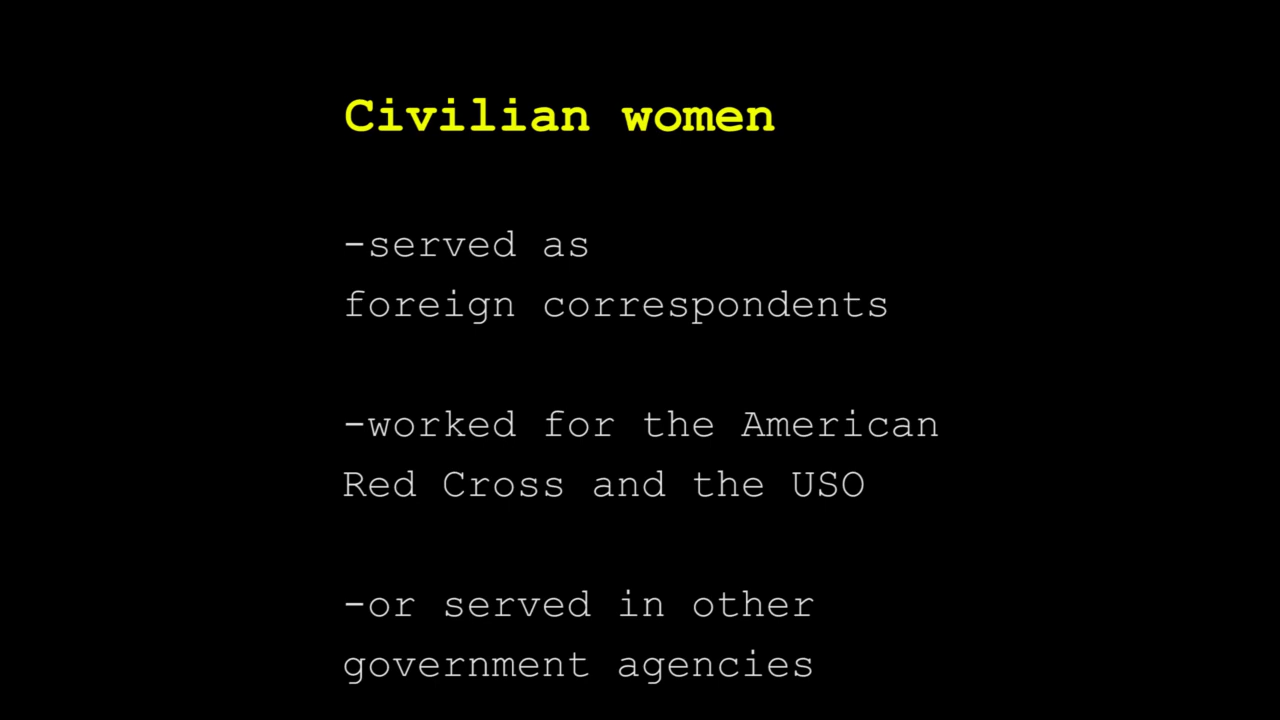 Civilian women
-served as
foreign correspondents
-worked for the American
Red Cross and the USO
-or served in other
government agencies